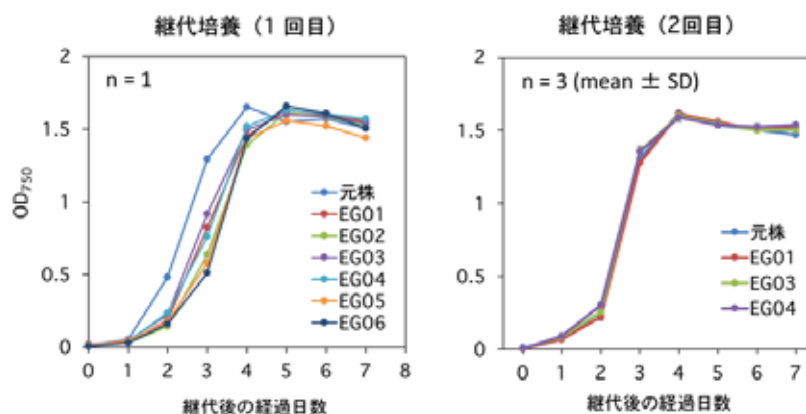 継代培養（1 回目）
n = 1
2
1.5
1
0.5
0
OD750
元株
EG01
EG02
EG03
EG04
EG05
EG06
0 1 2 3 4 5 6 7 8
継代後の経過日数
継代培養（2回目）
n = 3 (mean ± SD)
2
1.5
1
0.5
0
元株
EG01
EG03
EG04
0 1 2 3 4 5 6 7
継代後の経過日数